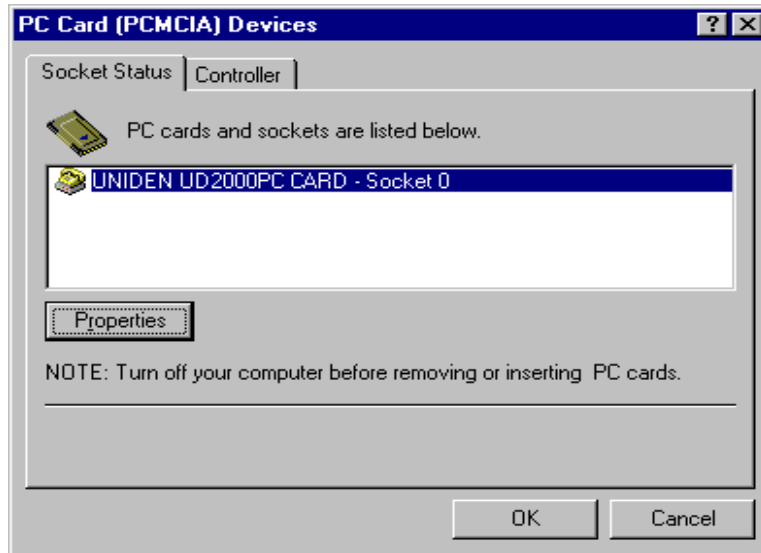 PC Card (PCMCIA) Devices
Socket Status
Controller
PC cards and sockets are listed below.
UNIDEN UD2000PC CARD - Socket 0
Properties
NOTE: Turn off your computer before removing or inserting  PC cards.
OK
Cancel